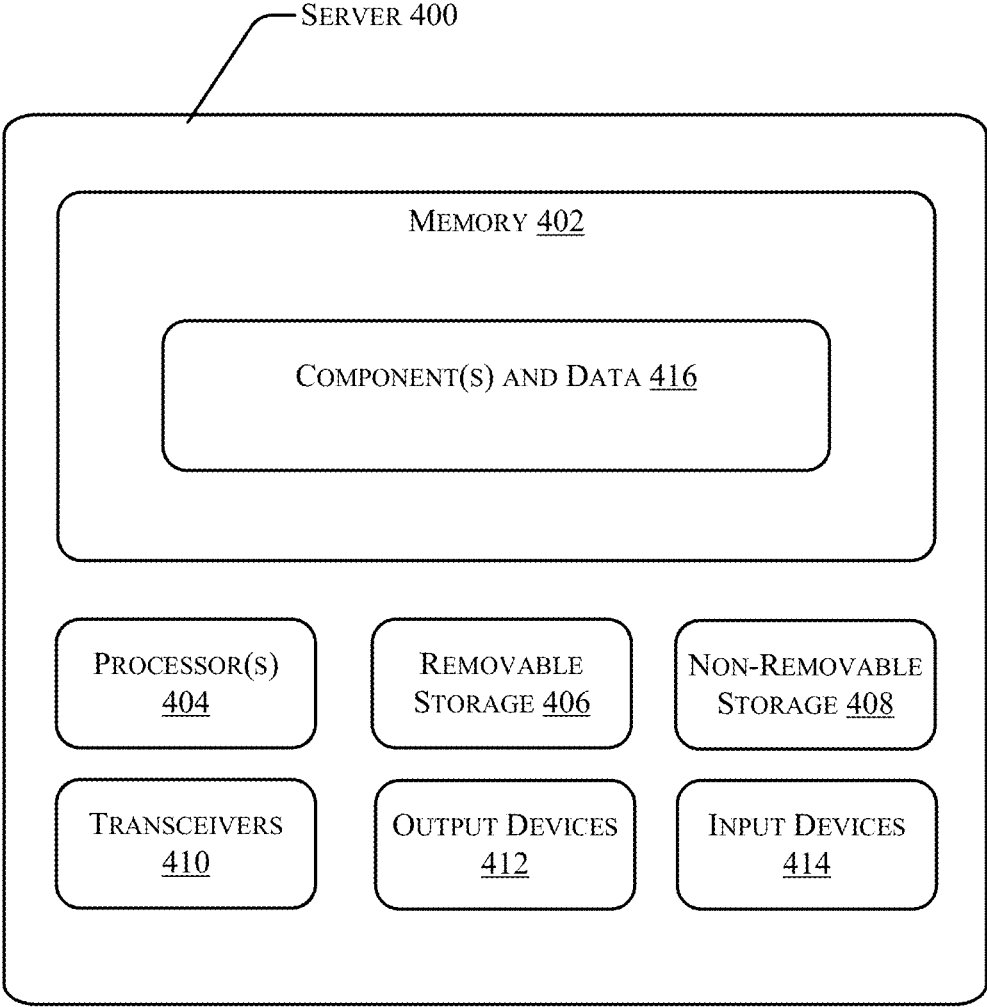 SERVER 400
MEMORY 402
COMPONENT(S) AND DATA 416
PROCESSOR(S)
404
REMOVABLE
STORAGE 406
NON-REMOVABLE
STORAGE 408
TRANSCEIVERS
410
OUTPUT DEVICES
412
INPUT DEVICES
414